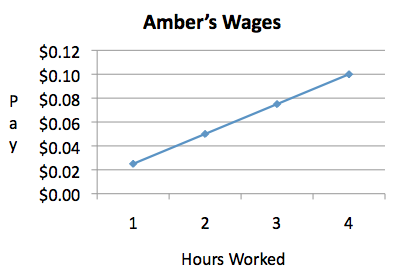 Amber's Wages
$0.12
$0.10
$0.08
$0.06
$0.04
$0.02
$0.00
P
a
y
1 2 3 4
Hours Worked